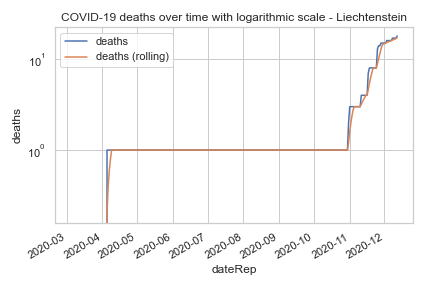 COVID-19 deaths over time with logarithmic scale - Liechtenstein
deaths
deaths (rolling)
10¹
10⁰
deaths
2020-03
2020-04
2020-05
2020-06
2020-07
2020-08
2020-09
2020-10
2020-11
2020-12
dateRep